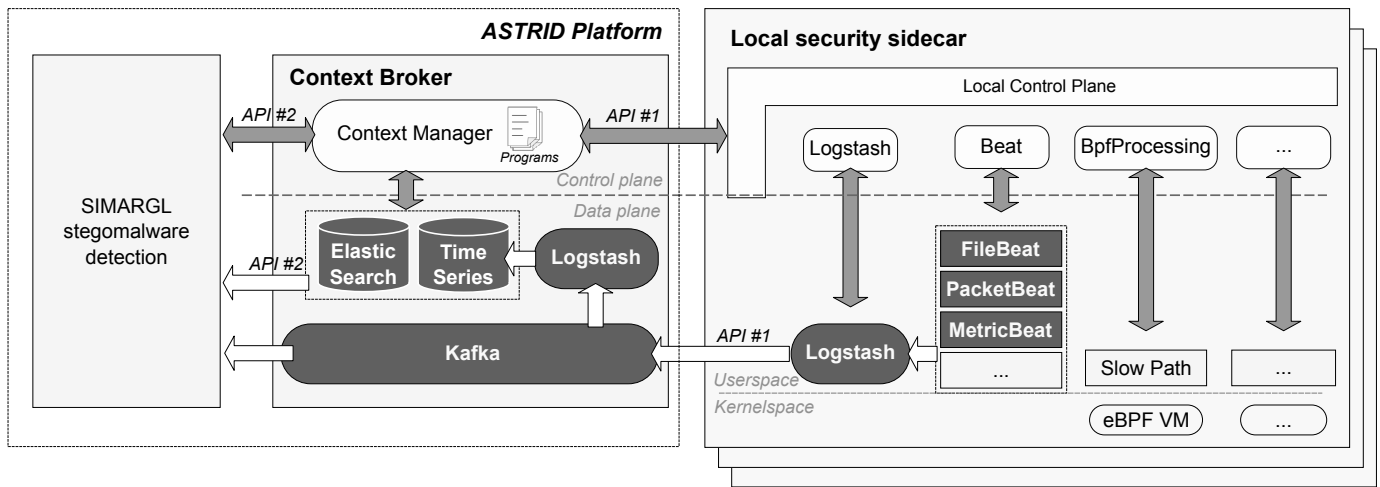 ASTRID Platform
Context Broker
API #2
Context Manager
Programs
API #1
Control plane
Data plane
SIMARGL
stegomalware
detection
Elastic
Search
Time
Series
Logstash
API #2
Kafka
API #1
Local security sidecar
Local Control Plane
Logstash
Beat
BpfProcessing
...
FileBeat
PacketBeat
MetricBeat
...
Logstash
Slow Path
...
Userspace
Kernelspace
eBPF VM
...